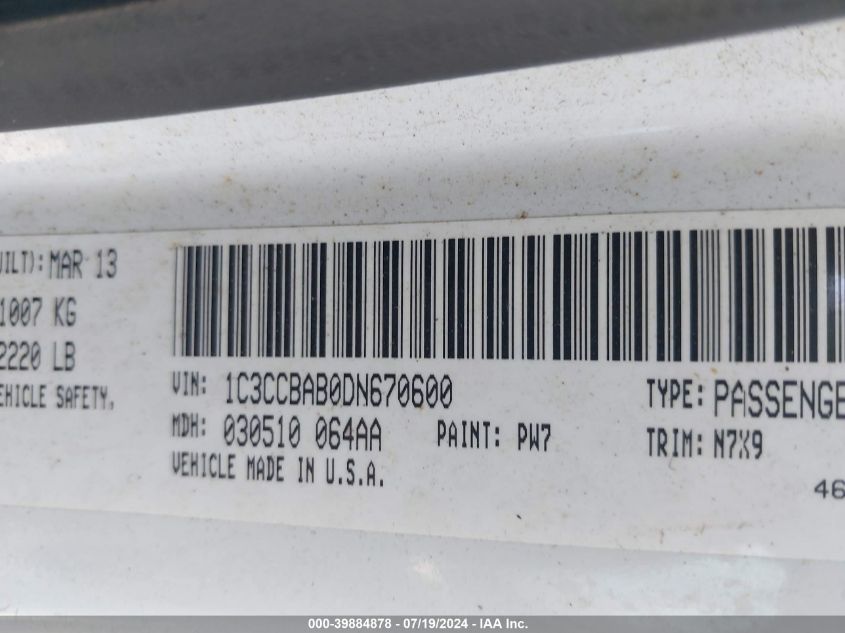 UILT): MAR 13
1007 KG
2220 LB
EHICLE SAFETY,
VIN: 1C3CCBAB0DN670600
TYPE: PASSENGE
MDH: 030510 064AA
PAINT: PW7
TRIM: N7X9
VEHICLE MADE IN U.S.A.
46
000-39884878 - 07/19/2024 - IAA Inc.